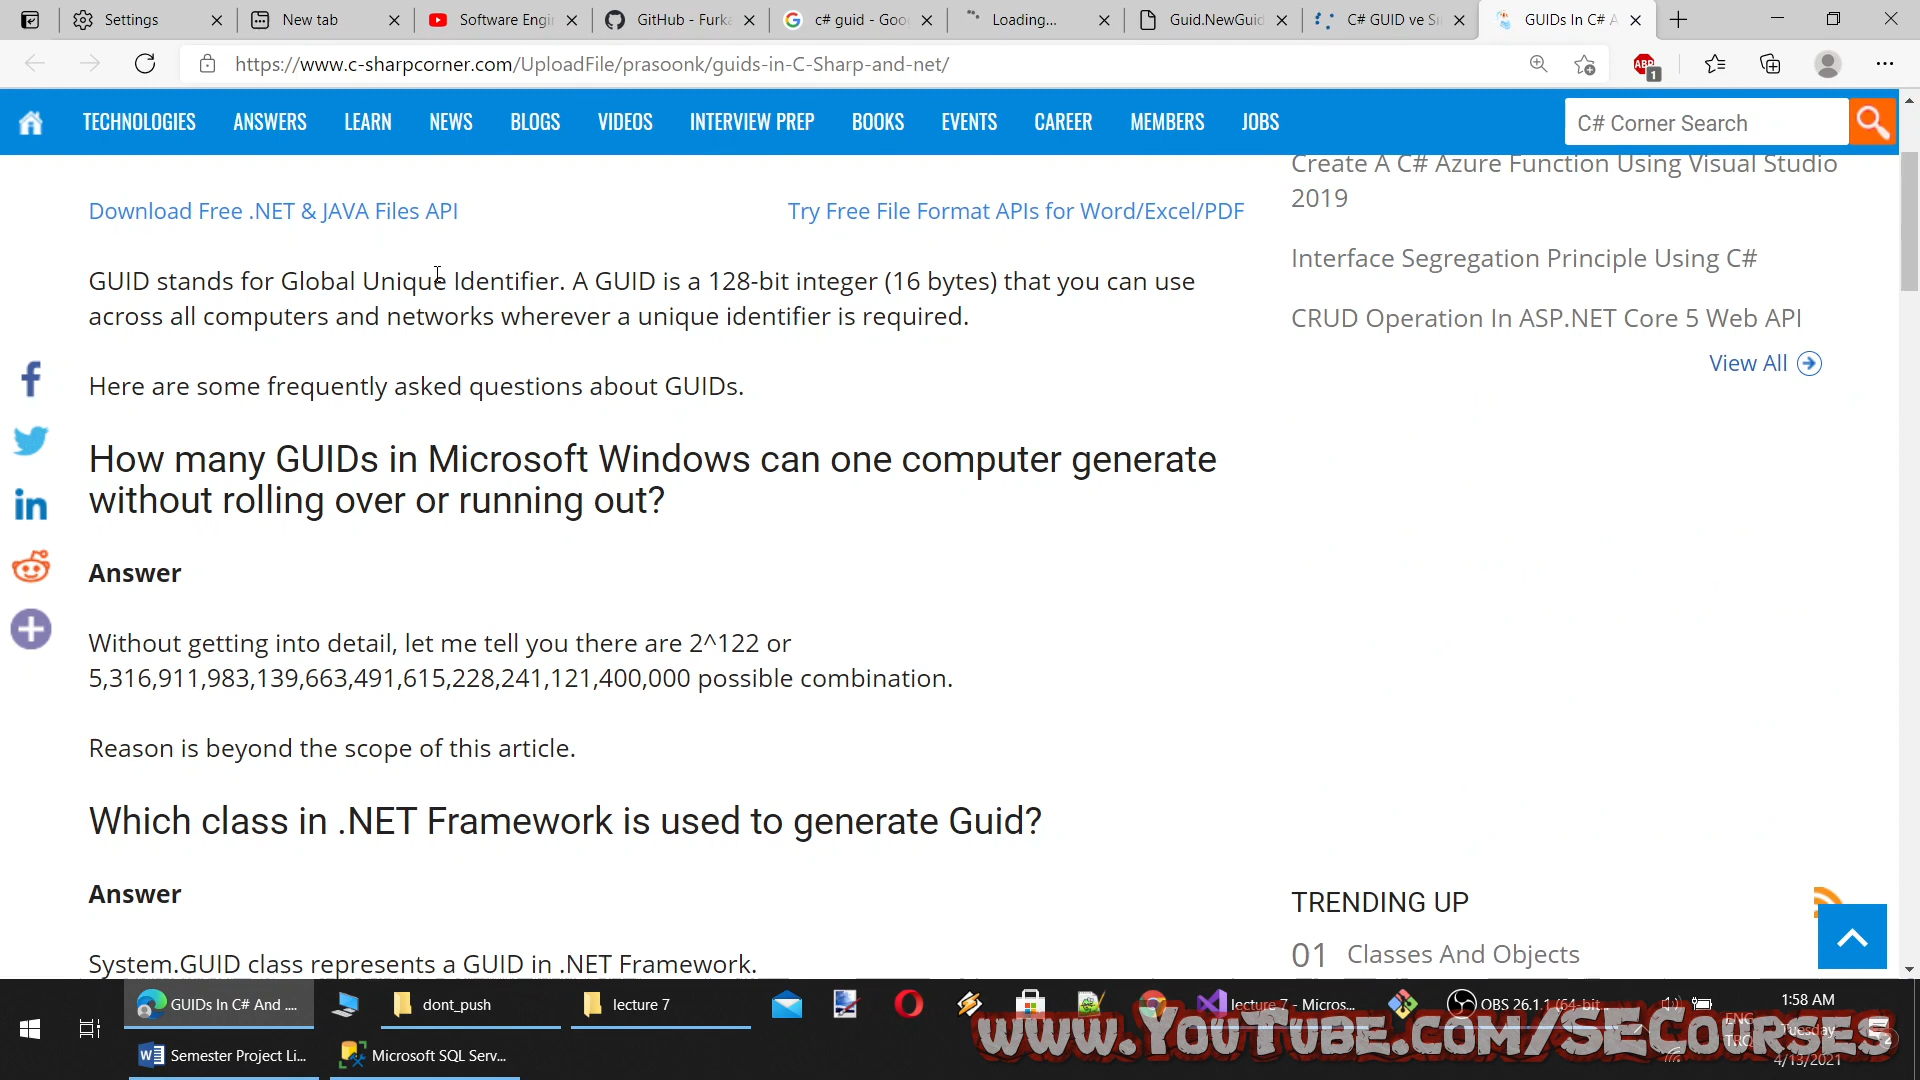 Settings
New tab
Software Engi
GitHub - Furka
c# guid - Goo
Loading...
Guid.NewGuid
C# GUID ve S
GUIDs In C# A
https://www.c-sharpcorner.com/UploadFile/prasoonk/guids-in-C-Sharp-and-net/
ABP
1
TECHNOLOGIES ANSWERS LEARN NEWS BLOGS VIDEOS INTERVIEW PREP BOOKS EVENTS CAREER MEMBERS JOBS
C# Corner Search
Create A C# Azure Function Using Visual Studio
2019
Download Free .NET & JAVA Files API
Try Free File Format APIs for Word/Excel/PDF
Interface Segregation Principle Using C#
GUID stands for Global Unique Identifier. A GUID is a 128-bit integer (16 bytes) that you can use
across all computers and networks wherever a unique identifier is required.
CRUD Operation In ASP.NET Core 5 Web API
View All
Here are some frequently asked questions about GUIDs.
How many GUIDs in Microsoft Windows can one computer generate
without rolling over or running out?
Answer
Without getting into detail, let me tell you there are 2^122 or
5,316,911,983,139,663,491,615,228,241,121,400,000 possible combination.
Reason is beyond the scope of this article.
Which class in .NET Framework is used to generate Guid?
Answer
System.GUID class represents a GUID in .NET Framework.
TRENDING UP
01 Classes And Objects
GUIDs In C# And ....
dont_push
lecture 7
lecture 7 - Micros...
OBS 26.1.1 (64-bit...
1:58 AM
ENG
Tuesday
4/13/2021
Semester Project Li...
Microsoft SQL Serv...
www.YouTube.com/SECourses